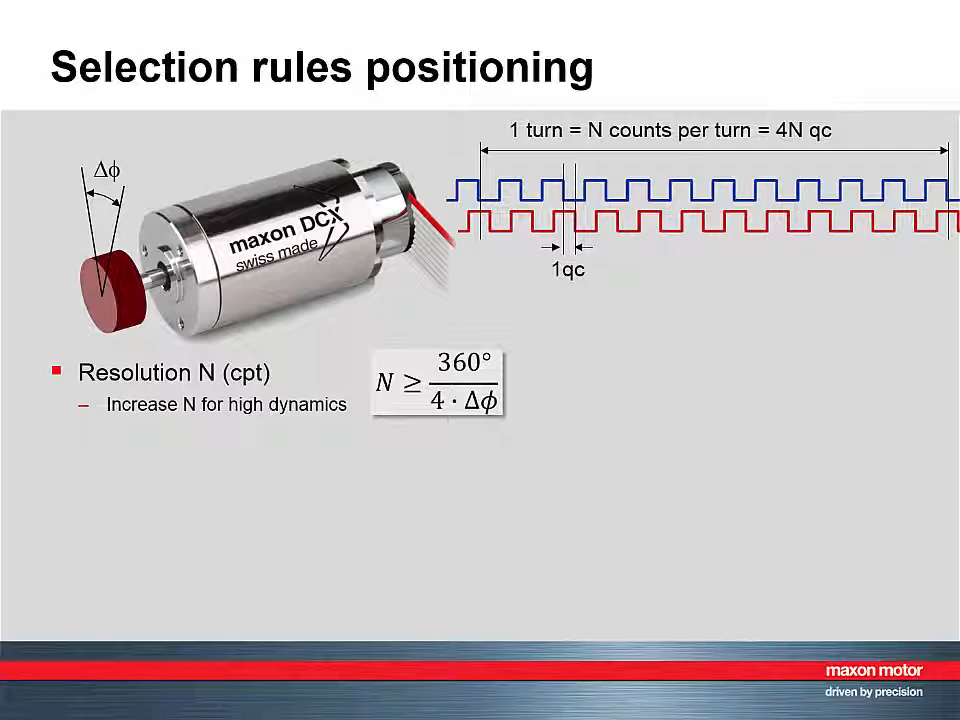 Selection rules positioning
1 turn = N counts per turn = 4N qc
Δϕ
maxon DCX
swiss made
1qc
Resolution N (cpt)
– Increase N for high dynamics
N ≥ 360° / 4 · Δϕ
maxon motor
driven by precision